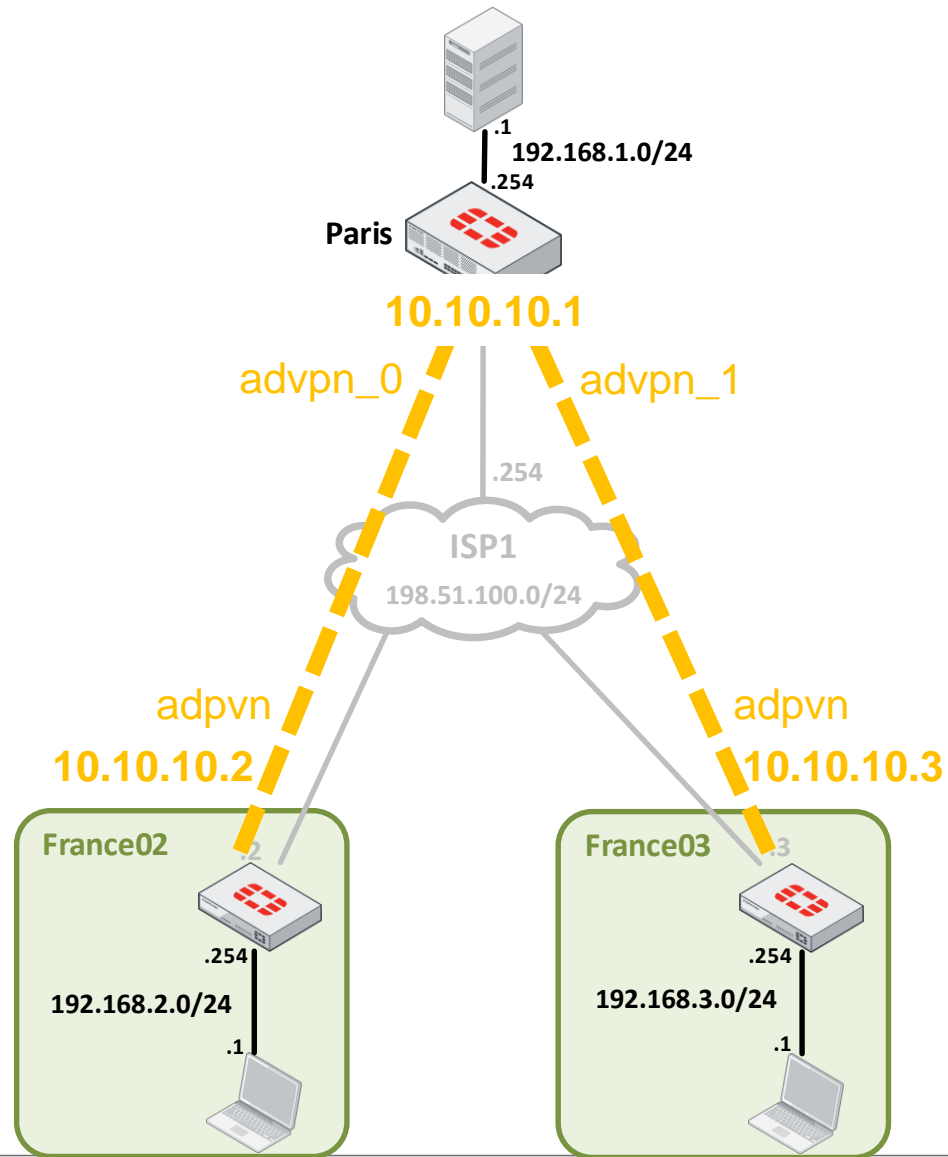 .1
192.168.1.0/24
.254
Paris
10.10.10.1
advpn_0
advpn_1
.254
ISP1
198.51.100.0/24
adpvn
adpvn
10.10.10.2
10.10.10.3
France02
.2
France03
.3
.254
.254
192.168.2.0/24
192.168.3.0/24
.1
.1